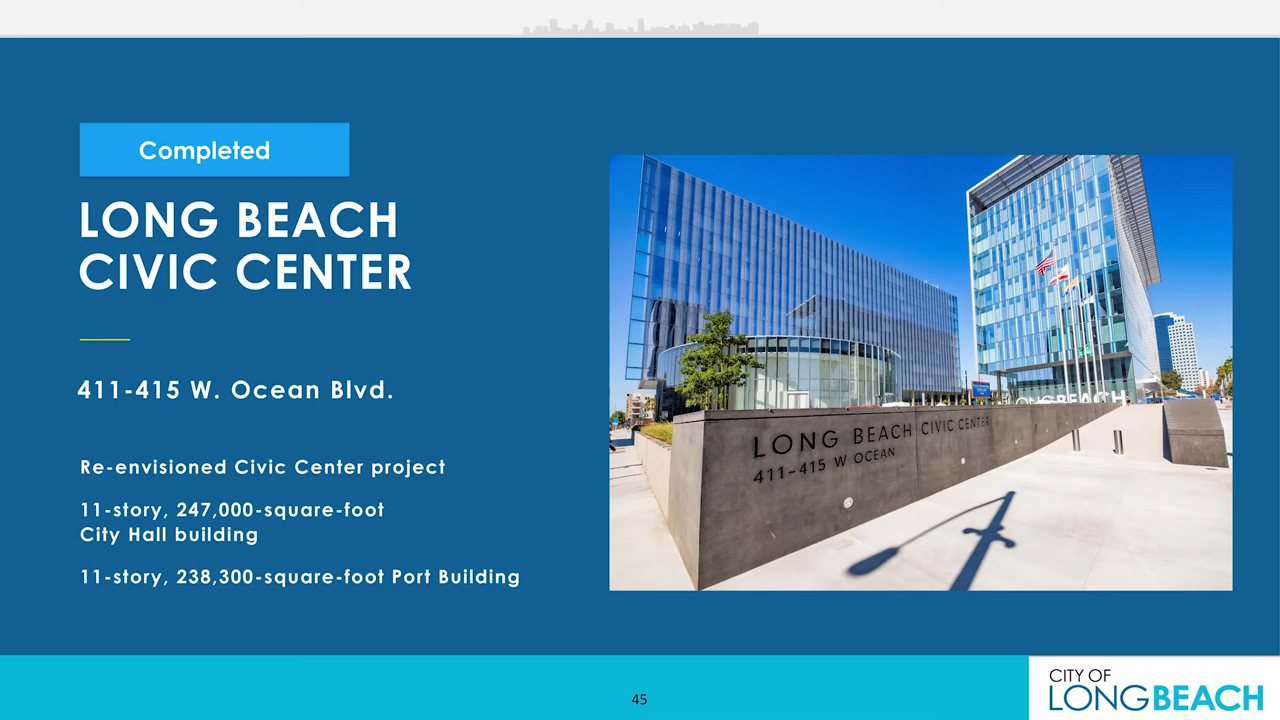 Completed
LONG BEACH
CIVIC CENTER
411-415 W. Ocean Blvd.
Re-envisioned Civic Center project
11-story, 247,000-square-foot
City Hall building
11-story, 238,300-square-foot Port Building
LONG BEACH
LONG BEACH CIVIC CENTER
411-415 W OCEAN
45
CITY OF
LONGBEACH